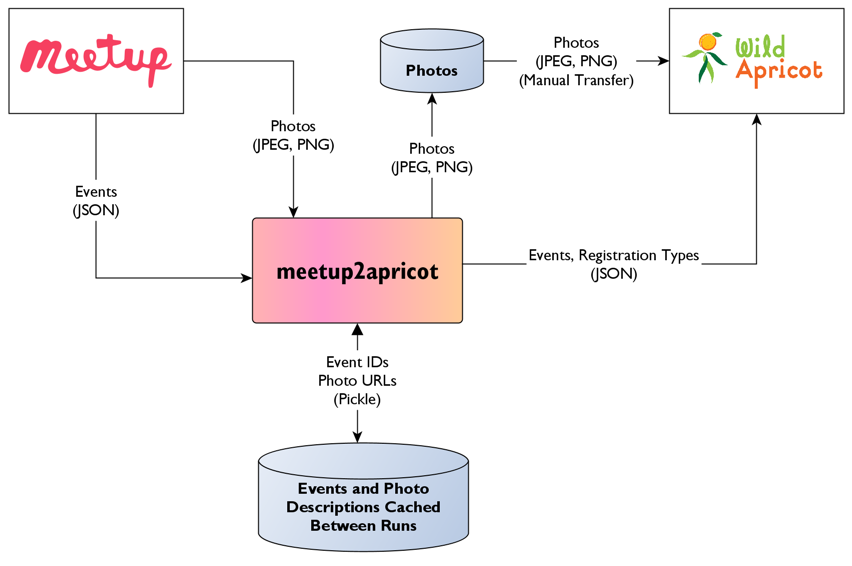 meetup
Photos
Photos
(JPEG, PNG)
(Manual Transfer)
Wild
Apricot
Photos
(JPEG, PNG)
Photos
(JPEG, PNG)
Events
(JSON)
meetup2apricot
Events, Registration Types
(JSON)
Event IDs
Photo URLs
(Pickle)
Events and Photo
Descriptions Cached
Between Runs